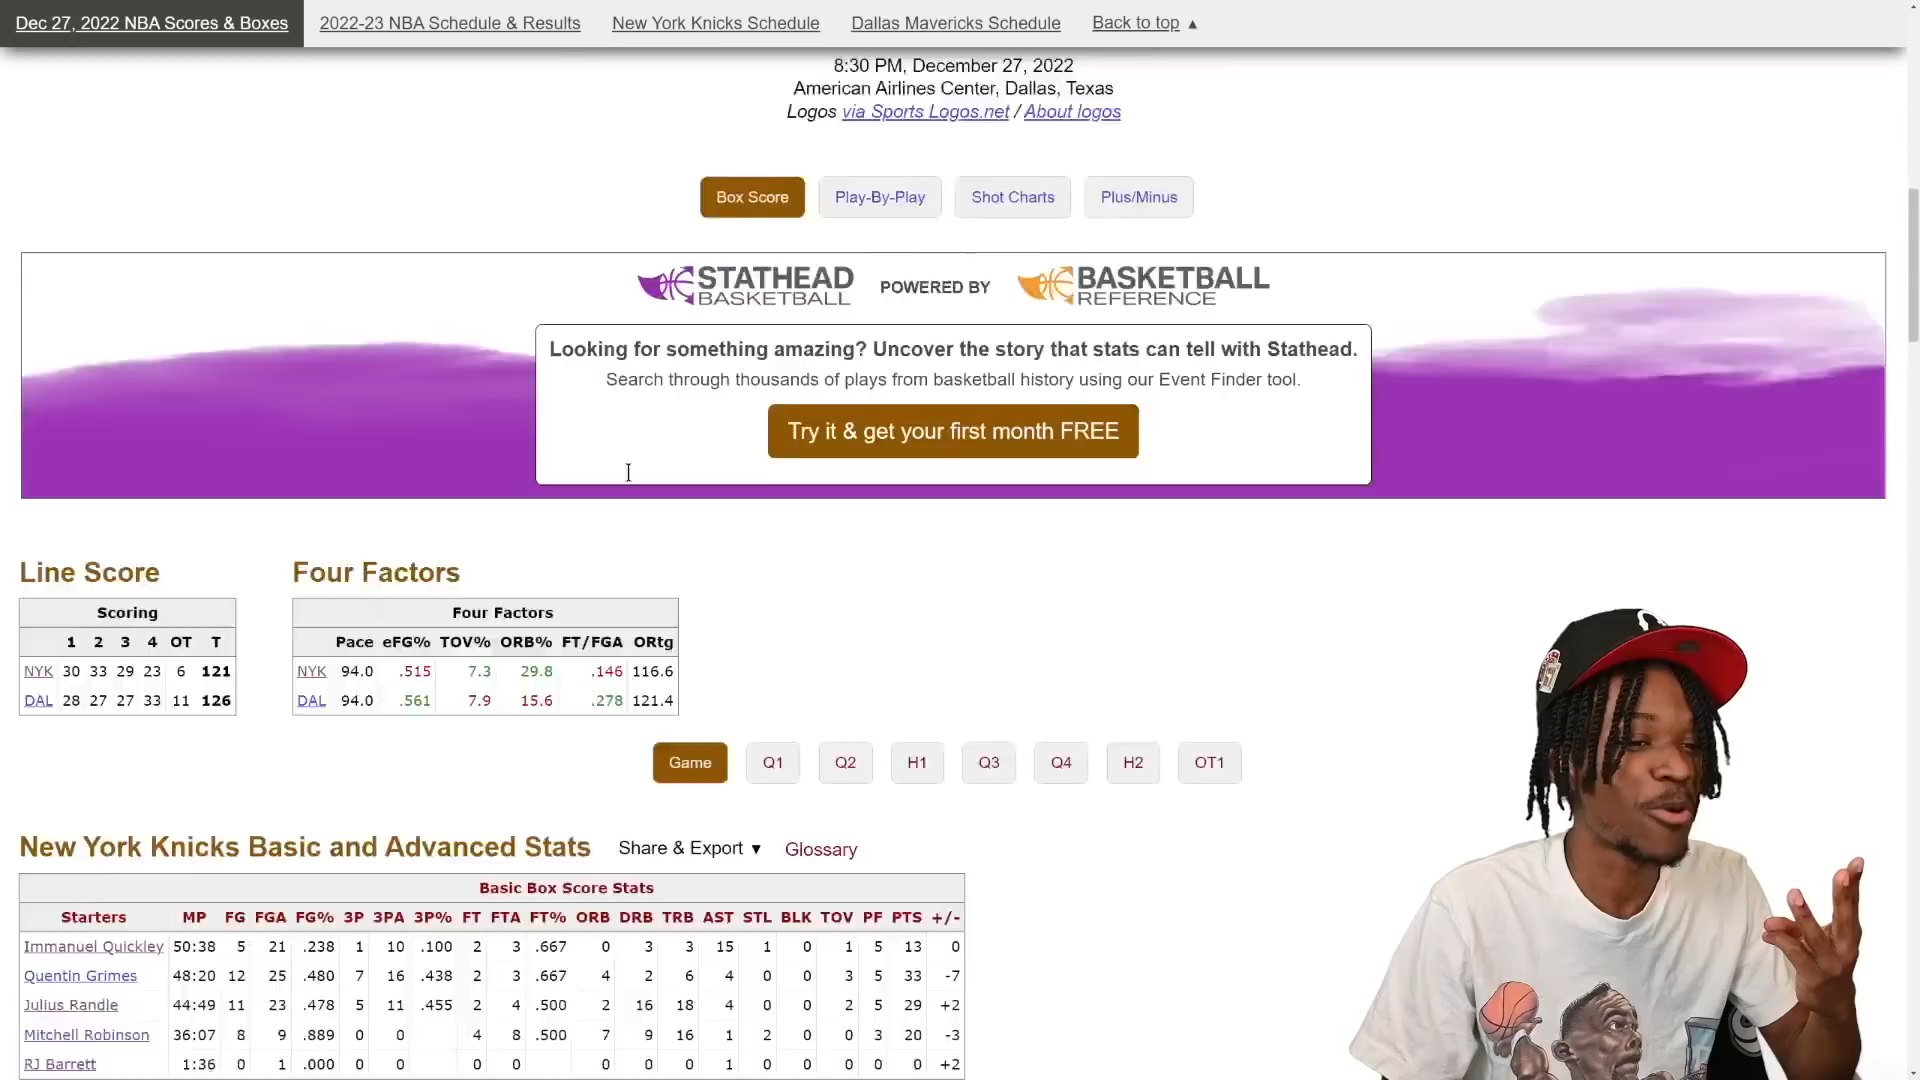 Dec 27, 2022 NBA Scores & Boxes 2022-23 NBA Schedule & Results New York Knicks Schedule Dallas Mavericks Schedule Back to top ▲
8:30 PM, December 27, 2022
American Airlines Center, Dallas, Texas
Logos via Sports Logos.net / About logos
Box Score Play-By-Play Shot Charts Plus/Minus
STATHEAD BASKETBALL POWERED BY BASKETBALL REFERENCE
Looking for something amazing? Uncover the story that stats can tell with Stathead.
Search through thousands of plays from basketball history using our Event Finder tool.
Try it & get your first month FREE
Line Score Four Factors
Scoring Four Factors
1 2 3 4 OT T Pace eFG% TOV% ORB% FT/FGA ORtg
NYK 30 33 29 23 6 121 NYK 94.0 .515 7.3 29.8 .146 116.6
DAL 28 27 27 33 11 126 DAL 94.0 .561 7.9 15.6 .278 121.4
Game Q1 Q2 H1 Q3 Q4 H2 OT1
New York Knicks Basic and Advanced Stats Share & Export ▼ Glossary
Basic Box Score Stats
Starters MP FG FGA FG% 3P 3PA 3P% FT FTA FT% ORB DRB TRB AST STL BLK TOV PF PTS +/-
Immanuel Quickley 50:38 5 21 .238 1 10 .100 2 3 .667 0 3 3 15 1 0 1 5 13 0
Quentin Grimes 48:20 12 25 .480 7 16 .438 2 3 .667 4 2 6 4 0 0 3 5 33 -7
Julius Randle 44:49 11 23 .478 5 11 .455 2 4 .500 2 16 18 4 0 0 2 5 29 +2
Mitchell Robinson 36:07 8 9 .889 0 0 4 8 .500 7 9 16 1 2 0 0 3 20 -3
RJ Barrett 1:36 0 1 .000 0 0 0 0 0 0 0 1 0 0 0 0 0 +2